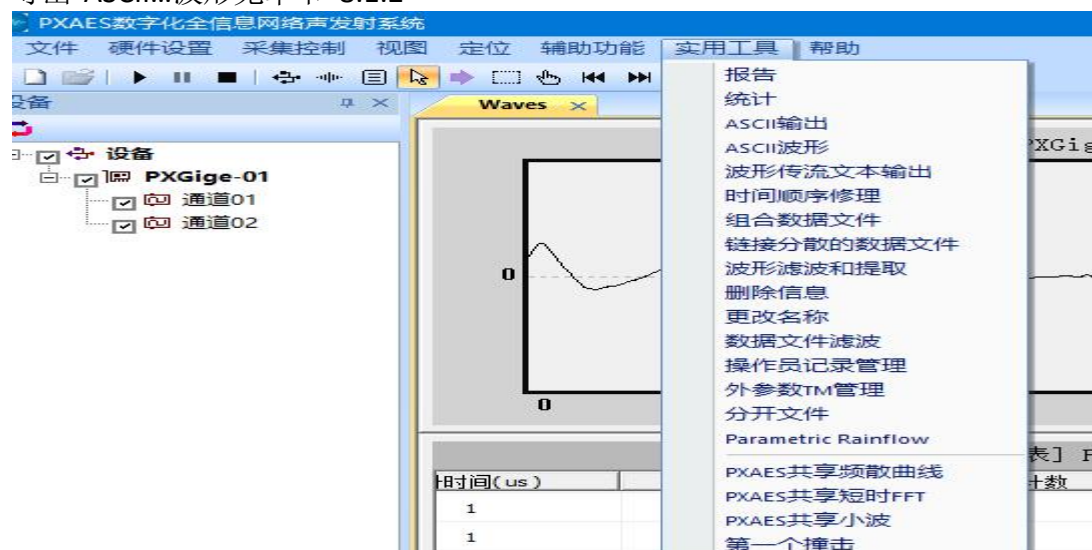 PXAES数字化全信息网络声发射系统
文件 硬件设置 采集控制 视图 定位 辅助功能 实用工具 帮助
设备
Waves
设备
PXGige-01
通道01
通道02
0
0
报告
统计
ASCII输出
ASCII波形
波形传流文本输出
时间顺序修理
组合数据文件
链接分散的数据文件
波形滤波和提取
删除信息
更改名称
数据文件滤波
操作员记录管理
外参数TM管理
分开文件
Parametric Rainflow
PXAES共享频散曲线
PXAES共享短时FFT
PXAES共享小波
第一个撞击
时间(us)
1
1
表]
计数